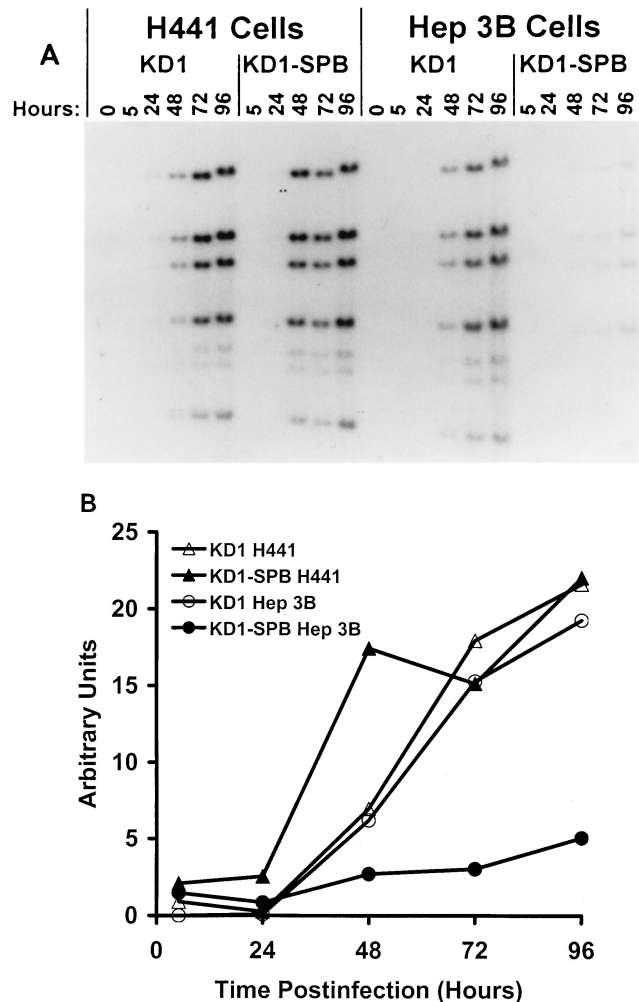 H441 Cells Hep 3B Cells
A
KD1 KD1-SPB KD1 KD1-SPB
Hours: 0 5 24 48 72 96 5 24 48 72 96 0 5 24 48 72 96 5 24 48 72 96
B
25
KD1 H441
KD1-SPB H441
20
KD1 Hep 3B
KD1-SPB Hep 3B
15
10
5
0
Arbitrary Units
0 24 48 72 96
Time Postinfection (Hours)